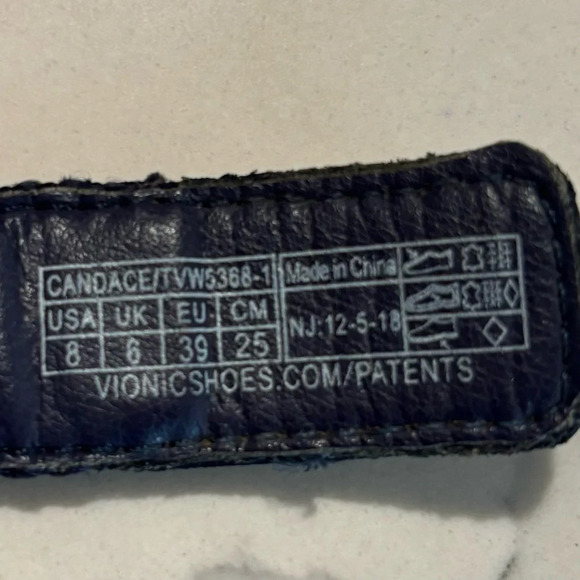 CANDACE/TVW5368-1 Made in China
USA UK EU CM
NJ:12-5-18
8 6 39 25
VIONICSHOES.COM/PATENTS